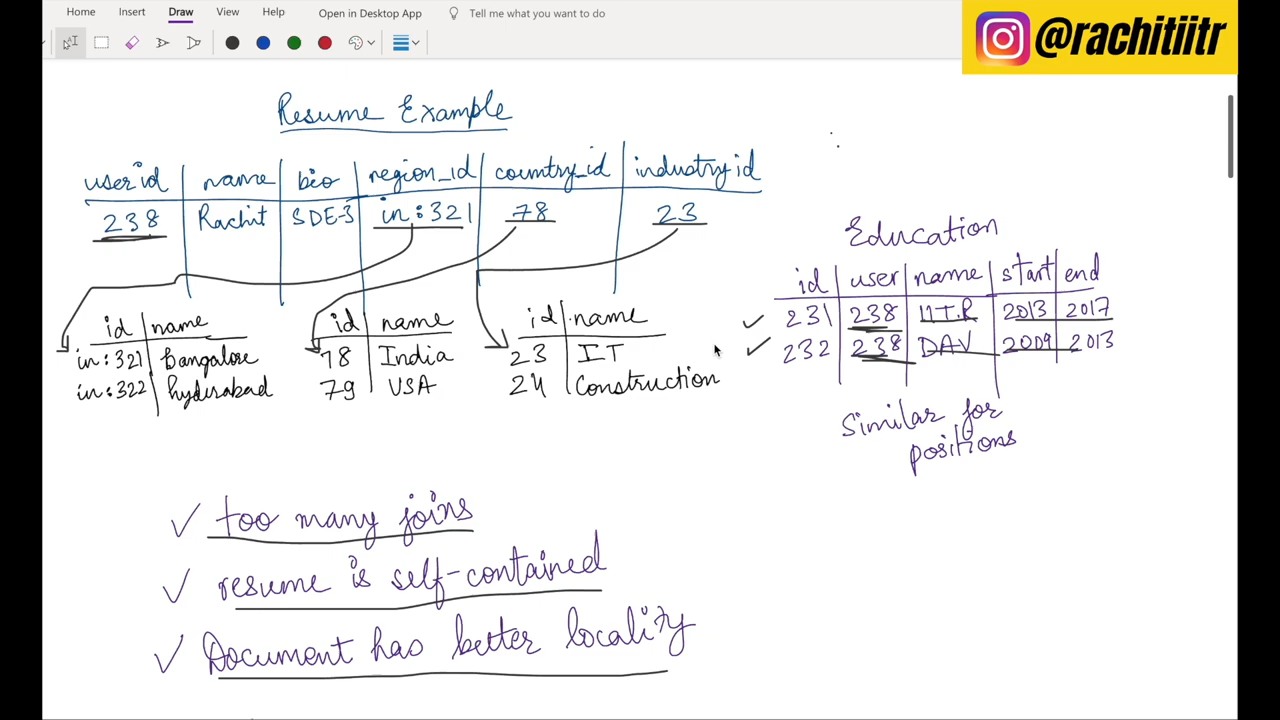 Home Insert Draw View Help Open in Desktop App Tell me what you want to do
@rachitiitr
Resume Example
user id name bio region_id country_id industry id
238 Rachit SDE-3 in:321 78 23
id name
in:321 Bangalore
in:322 hyderabad
id name
78 India
79 USA
id name
23 IT
24 Construction
Education
id user name start end
231 238 IIT.R 2013 2017
232 238 DAV 2009 2013
Similar for
positions
too many joins
resume is self-contained
Document has better locality